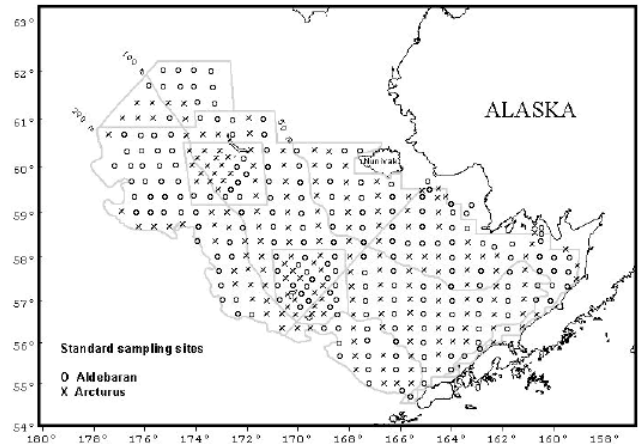 63°
62°
61°
60°
59°
58°
57°
56°
55°
54°
100 m
200 m
50 m
ALASKA
Nunivak
Standard sampling sites
O Aldebaran
X Arcturus
180° 178° 176° 174° 172° 170° 168° 166° 164° 162° 160° 158°